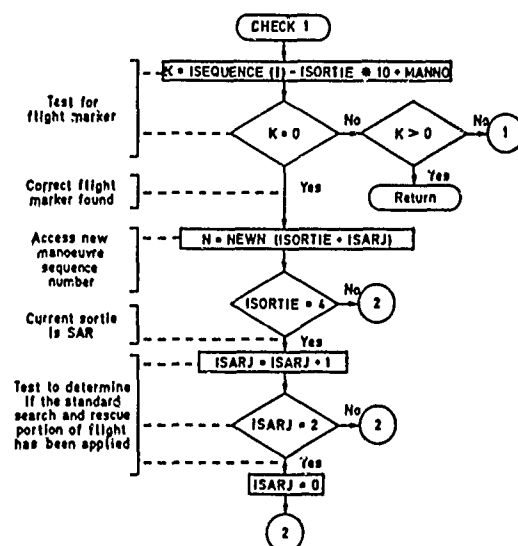 CHECK 1
K = ISEQUENCE (I) - ISORTIE * 10 + MANNO
Test for
flight marker
K = 0
No
K > 0
No
1
Yes
Return
Correct flight
marker found
Yes
Access new
manoeuvre
sequence
number
N = NEWN (ISORTIE + ISARJ)
ISORTIE = 4
No
2
Current sortie
is SAR
Yes
ISARJ = ISARJ + 1
Test to determine
if the standard
search and rescue
portion of flight
has been applied
ISARJ = 2
No
2
Yes
ISARJ = 0
2